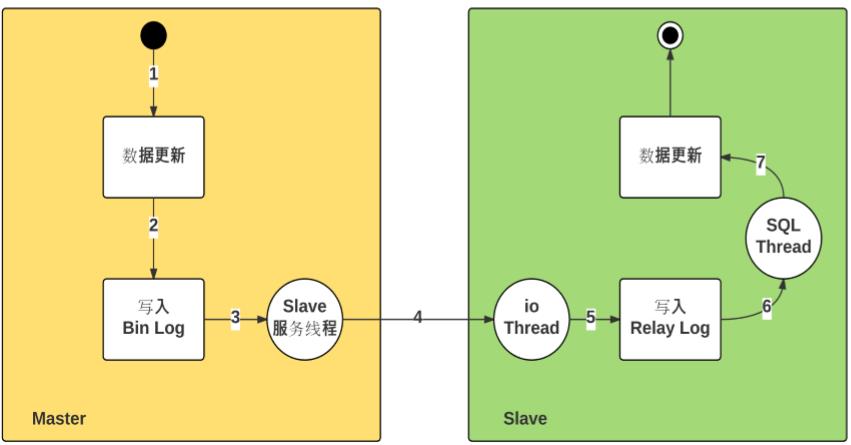 1
数据更新
2
写入
Bin Log
3
Slave
服务线程
Master
4
io
Thread
5
写入
Relay Log
6
SQL
Thread
7
数据更新
Slave